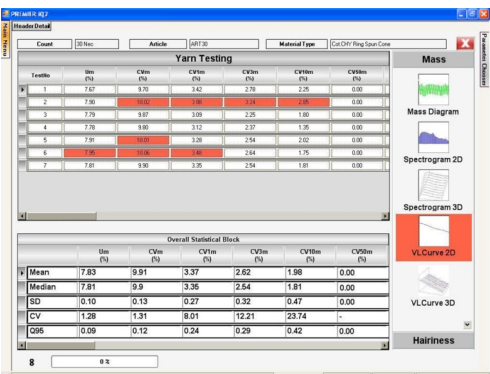 PREMIER iQ2
Main Menu
Header Detail
Parameter Chooser
Count 30 Nec Article ART30 Material Type Cot:CHY Ring Spun Cone X
Yarn Testing
TestNo Um (%) CVm (%) CV1m (%) CV3m (%) CV10m (%) CV50m (%)
1 7.67 9.70 3.42 2.78 2.25 0.00
2 7.90 10.02 3.86 3.24 2.85 0.00
3 7.79 9.87 3.09 2.25 1.80 0.00
4 7.78 9.80 3.12 2.37 1.35 0.00
5 7.91 10.01 3.28 2.54 2.02 0.00
6 7.95 10.06 3.48 2.64 1.75 0.00
7 7.81 9.90 3.35 2.54 1.81 0.00
Overall Statistical Block
Um (%) CVm (%) CV1m (%) CV3m (%) CV10m (%) CV50m (%)
Mean 7.83 9.91 3.37 2.62 1.98 0.00
Median 7.81 9.9 3.35 2.54 1.81 0.00
SD 0.10 0.13 0.27 0.32 0.47 0.00
CV 1.28 1.31 8.01 12.21 23.74 -
Q95 0.09 0.12 0.24 0.29 0.42 0.00
8 0 %
Mass
Mass Diagram
Spectrogram 2D
Spectrogram 3D
VLCurve 2D
VLCurve 3D
Hairiness